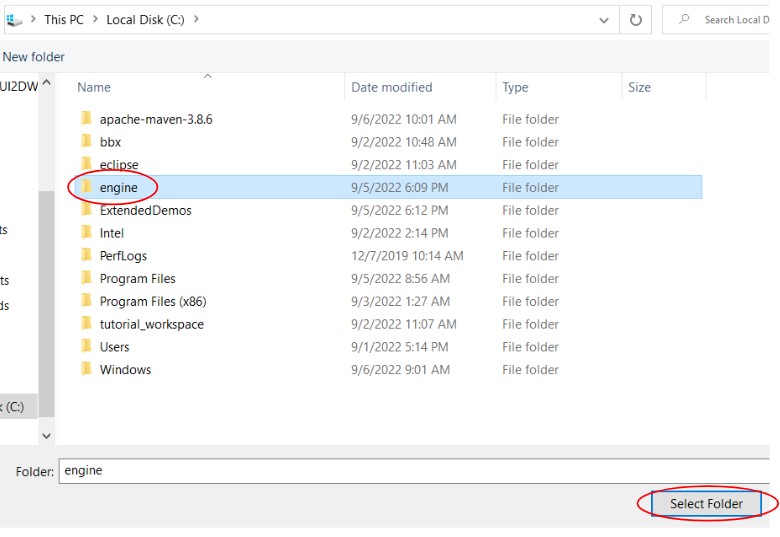 This PC > Local Disk (C:) >
Search Local D
New folder
UI2DW
Name Date modified Type Size
apache-maven-3.8.6 9/6/2022 10:01 AM File folder
bbx 9/2/2022 10:48 AM File folder
eclipse 9/2/2022 11:03 AM File folder
engine 9/5/2022 6:09 PM File folder
ExtendedDemos 9/5/2022 6:12 PM File folder
Intel 9/2/2022 2:14 PM File folder
PerfLogs 12/7/2019 10:14 AM File folder
Program Files 9/5/2022 8:56 AM File folder
Program Files (x86) 9/3/2022 1:27 AM File folder
tutorial_workspace 9/2/2022 11:07 AM File folder
Users 9/1/2022 5:14 PM File folder
Windows 9/6/2022 9:01 AM File folder
ts
ts
ds
k (C:)
Folder: engine
Select Folder